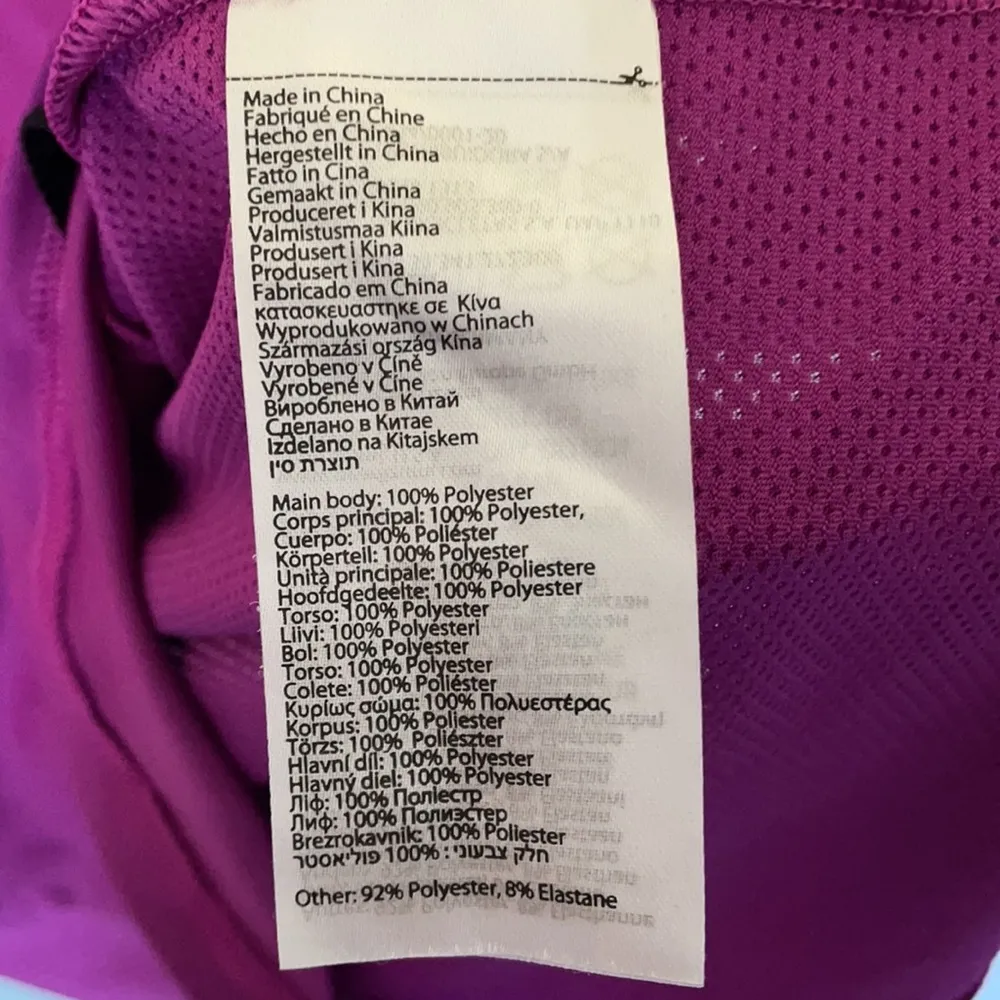 Made in China
Fabriqué en Chine
Hecho en China
Hergestellt in China
Fatto in Cina
Gemaakt in China
Produceret i Kina
Valmistusmaa Kiina
Produsert i Kina
Produsert i Kina
Fabricado em China
κατασκευαστηκε σε Κίνα
Wyprodukowano w Chinach
Származási ország Kína
Vyrobeno v Číně
Vyrobené v Číne
Вироблено в Китай
Сделано в Китае
Izdelano na Kitajskem
תוצרת סין
Main body: 100% Polyester
Corps principal: 100% Polyester,
Cuerpo: 100% Poliéster
Körperteil: 100% Polyester
Unità principale: 100% Poliestere
Hoofdgedeelte: 100% Polyester
Torso: 100% Polyester
Liivi: 100% Polyesteri
Bol: 100% Polyester
Torso: 100% Polyester
Colete: 100% Poliéster
Κυρίως σώμα: 100% Πολυεστέρας
Korpus: 100% Poliester
Törzs: 100% Poliészter
Hlavní díl: 100% Polyester
Hlavný diel: 100% Polyester
Ліф: 100% Поліестр
Лиф: 100% Полиэстер
Brezrokavnik: 100% Poliester
חלק צבעוני: 100% פוליאסטר
Other: 92% Polyester, 8% Elastane